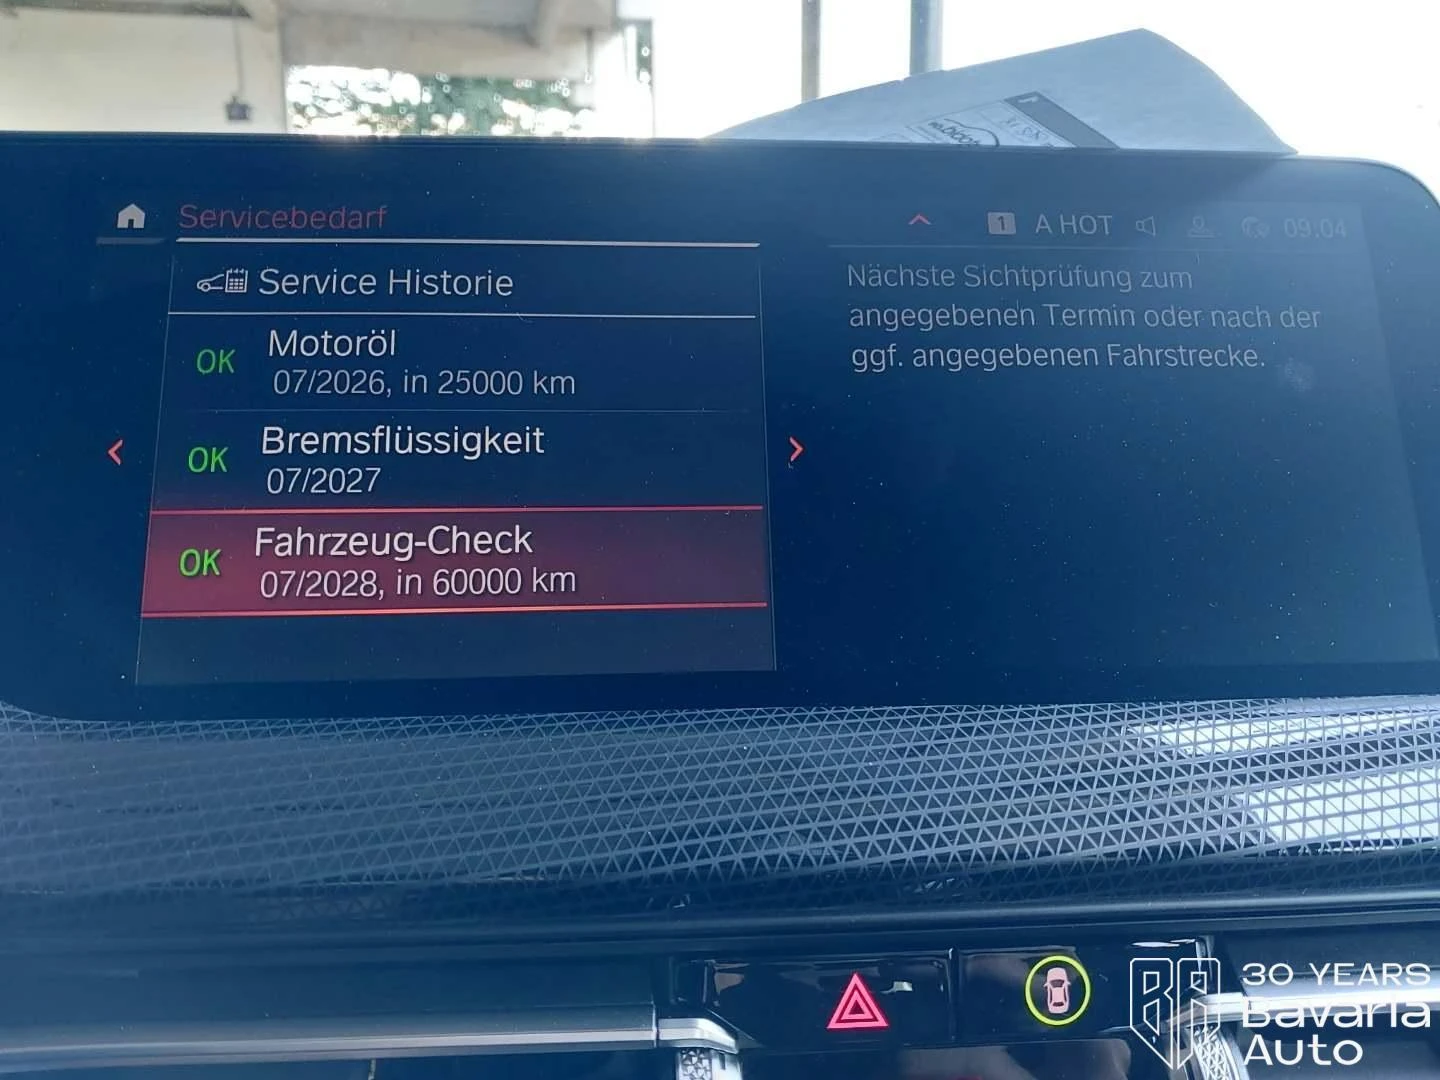 Servicebedarf
1 A HOT 09:04
Service Historie
OK Motoröl
07/2026, in 25000 km
OK Bremsflüssigkeit
07/2027
OK Fahrzeug-Check
07/2028, in 60000 km
Nächste Sichtprüfung zum
angegebenen Termin oder nach der
ggf. angegebenen Fahrstrecke.
30 YEARS
Bavaria
Auto